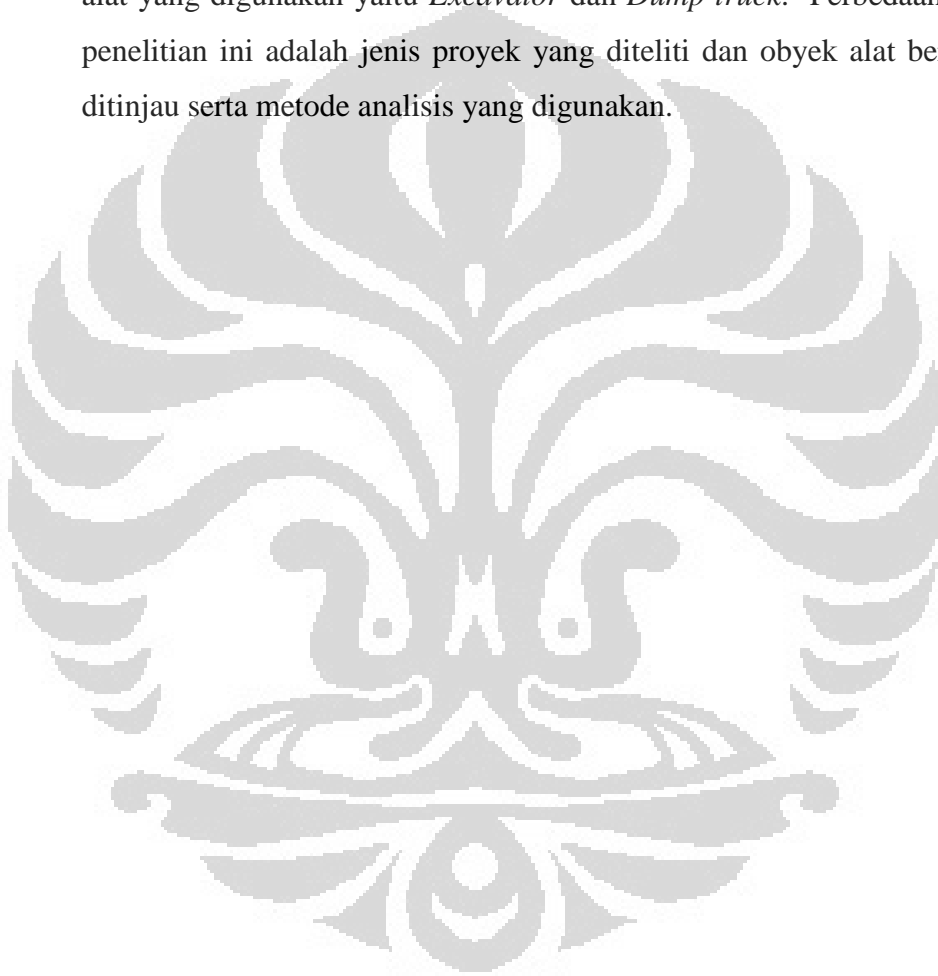 alat yang digunakan yaitu Excavator dan Dump truck. Perbedaan
penelitian ini adalah jenis proyek yang diteliti dan obyek alat be
ditinjau serta metode analisis yang digunakan.